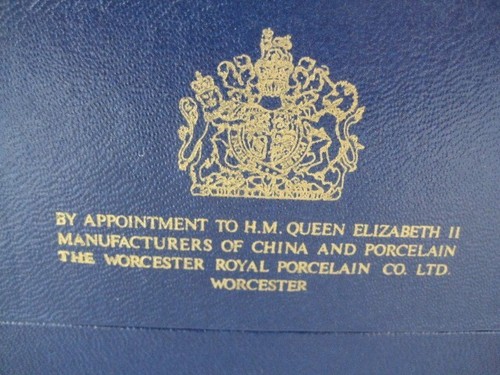 BY APPOINTMENT TO H.M. QUEEN ELIZABETH II
MANUFACTURERS OF CHINA AND PORCELAIN
THE WORCESTER ROYAL PORCELAIN CO. LTD.
WORCESTER